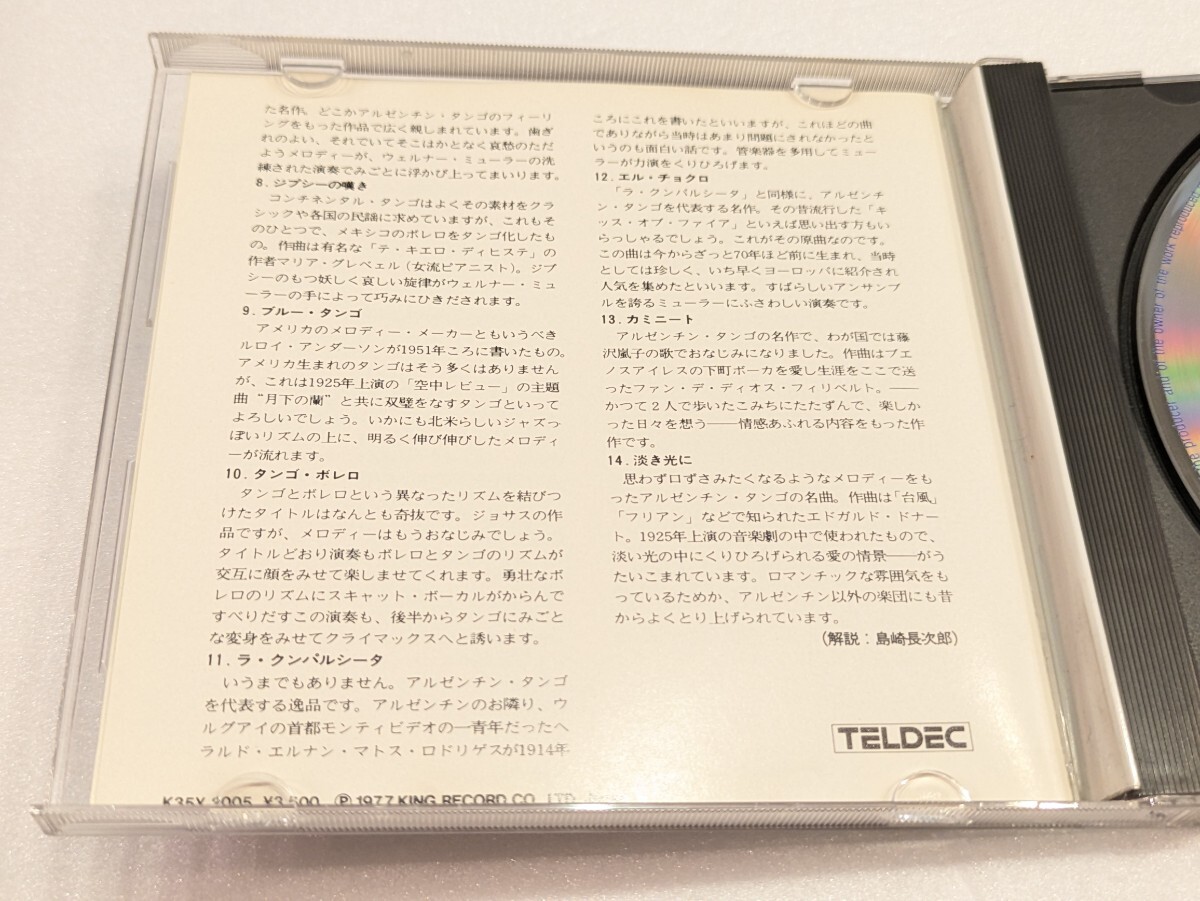 た名作。どこかアルゼンチン・タンゴのフィーリ
ングをもった作品で広く親しまれています。歯ぎ
れのよい、それでいてそこはかとなく哀愁のただ
ようメロディーが、ウェルナー・ミューラーの洗
練された演奏でみごとに浮かび上ってまいります。
8. ジプシーの嘆き
コンチネンタル・タンゴはよくその素材をクラ
シックや各国の民謡に求めていますが、これもそ
のひとつで、メキシコのボレロをタンゴ化したも
の。作曲は有名な「テ・キエロ・ディヒステ」の
作者マリア・グレベェル(女流ピアニスト)。ジプ
シーのもつ妖しく哀しい旋律がウェルナー・ミュ
ーラーの手によって巧みにひきだされます。
9. ブルー・タンゴ
アメリカのメロディー・メーカーともいうべき
ルロイ・アンダーソンが1951年ころに書いたもの。
アメリカ生まれのタンゴはそう多くはありません
が、これは1925年上演の「空中レビュー」の主題
曲“月下の蘭”と共に双璧をなすタンゴといって
よろしいでしょう。いかにも北米らしいジャズっ
ぽいリズムの上に、明るく伸び伸びしたメロディ
ーが流れます。
10. タンゴ・ボレロ
タンゴとボレロという異なったリズムを結びつ
けたタイトルはなんとも奇抜です。ジョサスの作
品ですが、メロディーはもうおなじみでしょう。
タイトルどおり演奏もボレロとタンゴのリズムが
交互に顔をみせて楽しませてくれます。勇壮なボ
レロのリズムにスキャット・ボーカルがからんで
すべりだすこの演奏も、後半からタンゴにみごと
な変身をみせてクライマックスへと誘います。
11. ラ・クンパルシータ
いうまでもありません。アルゼンチン・タンゴ
を代表する逸品です。アルゼンチンのお隣り、ウ
ルグアイの首都モンティビデオの一青年だったヘ
ラルド・エルナン・マトス・ロドリゲスが1914年
ころにこれを書いたといいますが、これほどの曲
でありながら当時はあまり問題にされなかったと
いうのも面白い話です。管楽器を多用してミュー
ラーが力演をくりひろげます。
12. エル・チョクロ
「ラ・クンパルシータ」と同様に、アルゼンチ
ン・タンゴを代表する名作。その昔流行した「キ
ッス・オブ・ファイア」といえば思い出す方もい
らっしゃるでしょう。これがその原曲なのです。
この曲は今からざっと70年ほど前に生まれ、当時
としては珍しく、いち早くヨーロッパに紹介され
人気を集めたといいます。すばらしいアンサンブ
ルを誇るミューラーにふさわしい演奏です。
13. カミニート
アルゼンチン・タンゴの名作で、わが国では藤
沢嵐子の歌でおなじみになりました。作曲はブエ
ノスアイレスの下町ボーカを愛し生涯をここで送
ったファン・デ・ディオス・フィリベルト。――
かつて2人で歩いたこみちにたたずんで、楽しか
った日々を想う――情感あふれる内容をもった作
作です。
14. 淡き光に
思わず口ずさみたくなるようなメロディーをも
ったアルゼンチン・タンゴの名曲。作曲は「台風」
「フリアン」などで知られたエドガルド・ドナー
ト。1925年上演の音楽劇の中で使われたもので、
淡い光の中にくりひろげられる愛の情景――がう
たいこまれています。ロマンチックな雰囲気をも
っているためか、アルゼンチン以外の楽団にも昔
からよくとり上げられています。
(解説：島崎長次郎)
TELDEC
K35Y 1977 KING RECORD CO.
producer and of the owner of the work reproduced